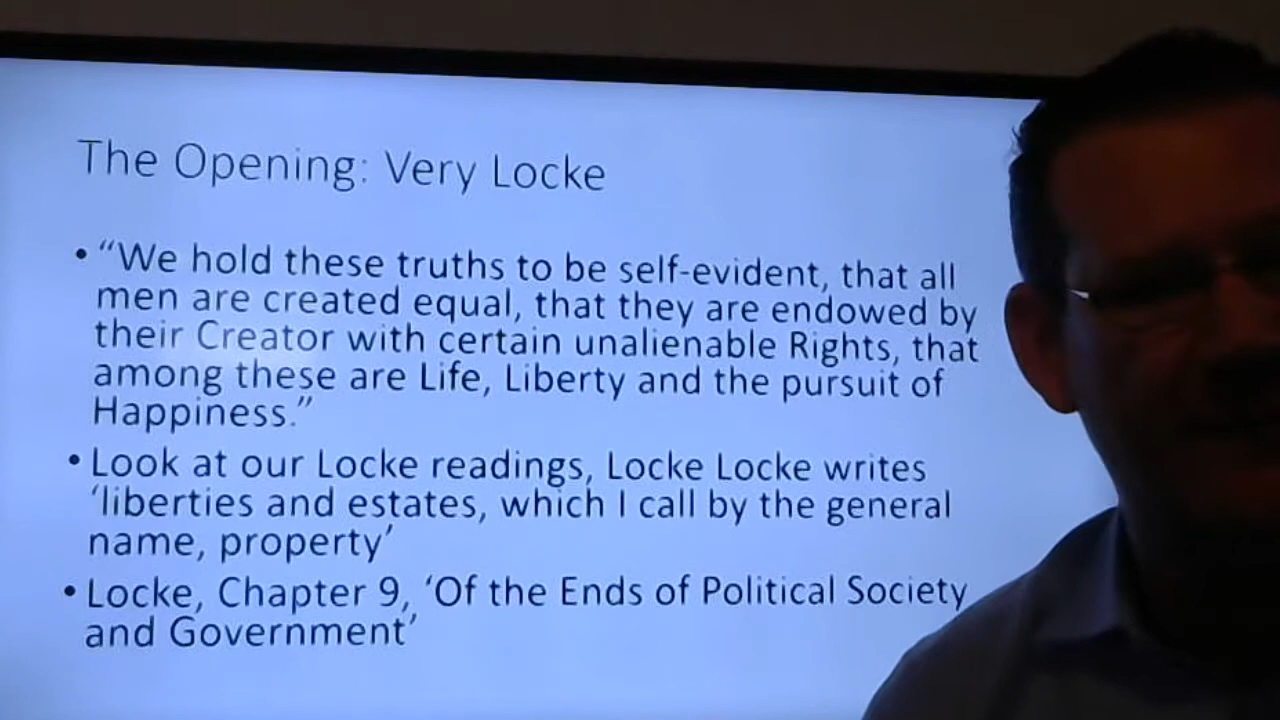 The Opening: Very Locke
• “We hold these truths to be self-evident, that all
men are created equal, that they are endowed by
their Creator with certain unalienable Rights, that
among these are Life, Liberty and the pursuit of
Happiness.”
• Look at our Locke readings, Locke Locke writes
‘liberties and estates, which I call by the general
name, property’
• Locke, Chapter 9, ‘Of the Ends of Political Society
and Government’